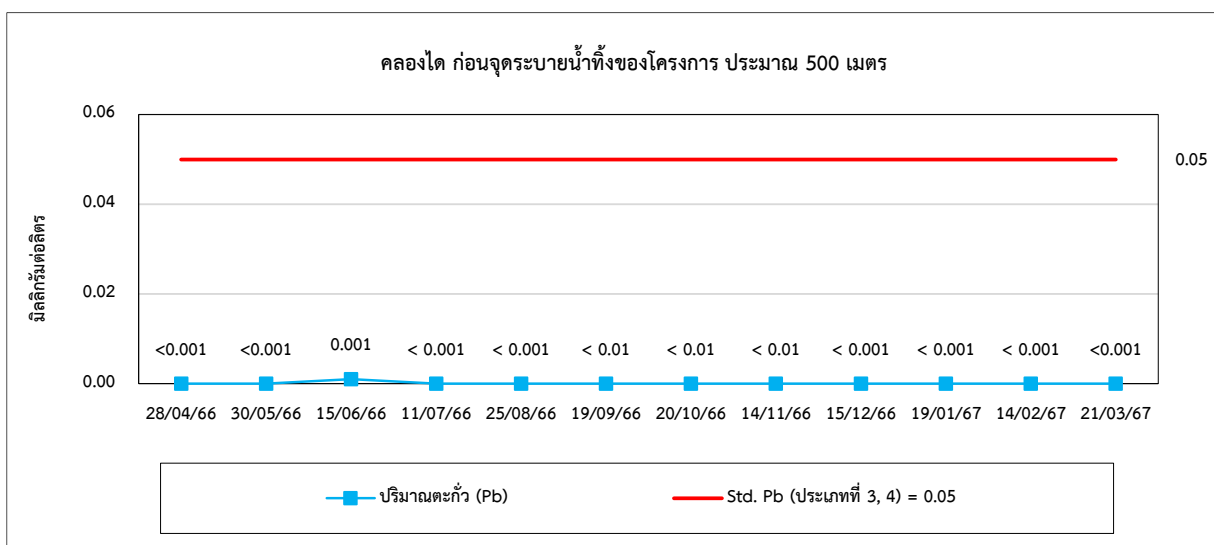 คลองได ก่อนจุดระบายน้ำทิ้งของโครงการ ประมาณ 500 เมตร
0.06
0.05
0.04
มิลลิกรัมต่อลิตร
0.02
<0.001 <0.001 0.001 < 0.001 < 0.001 < 0.01 < 0.01 < 0.01 < 0.001 < 0.001 < 0.001 <0.001
0.00
28/04/66 30/05/66 15/06/66 11/07/66 25/08/66 19/09/66 20/10/66 14/11/66 15/12/66 19/01/67 14/02/67 21/03/67
ปริมาณตะกั่ว (Pb) Std. Pb (ประเภทที่ 3, 4) = 0.05